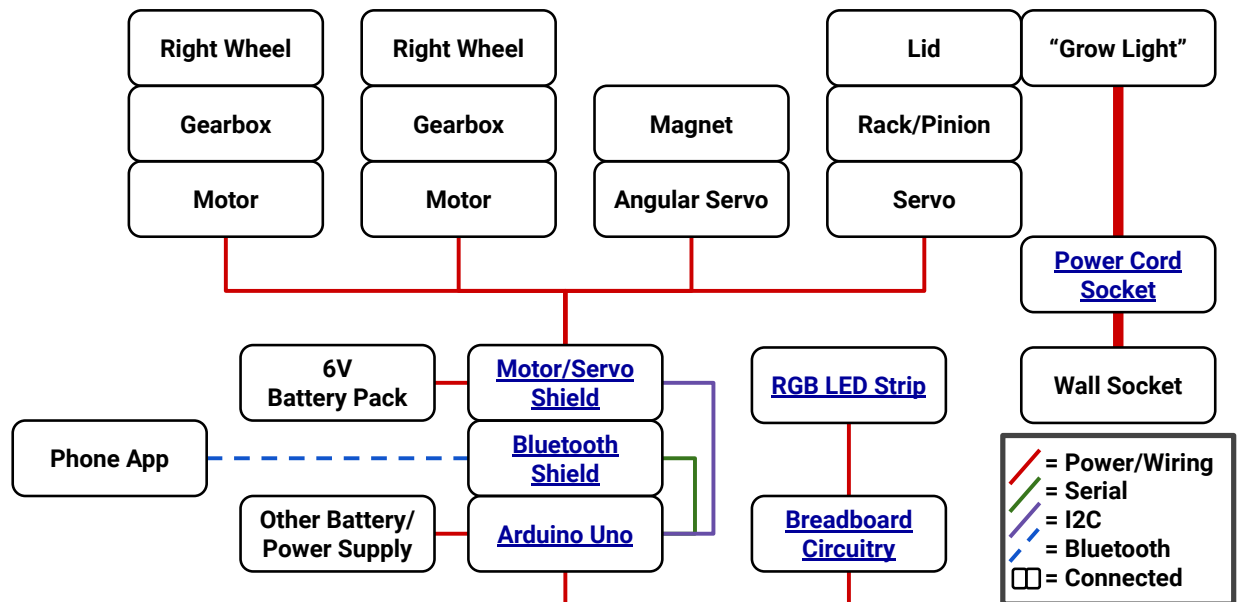 Right Wheel
Right Wheel
Lid
“Grow Light”
Gearbox
Gearbox
Magnet
Rack/Pinion
Motor
Motor
Angular Servo
Servo
Power Cord
Socket
6V
Battery Pack
Motor/Servo
Shield
RGB LED Strip
Wall Socket
Phone App
Bluetooth
Shield
Other Battery/
Power Supply
Arduino Uno
Breadboard
Circuitry
= Power/Wiring
= Serial
= I2C
= Bluetooth
= Connected